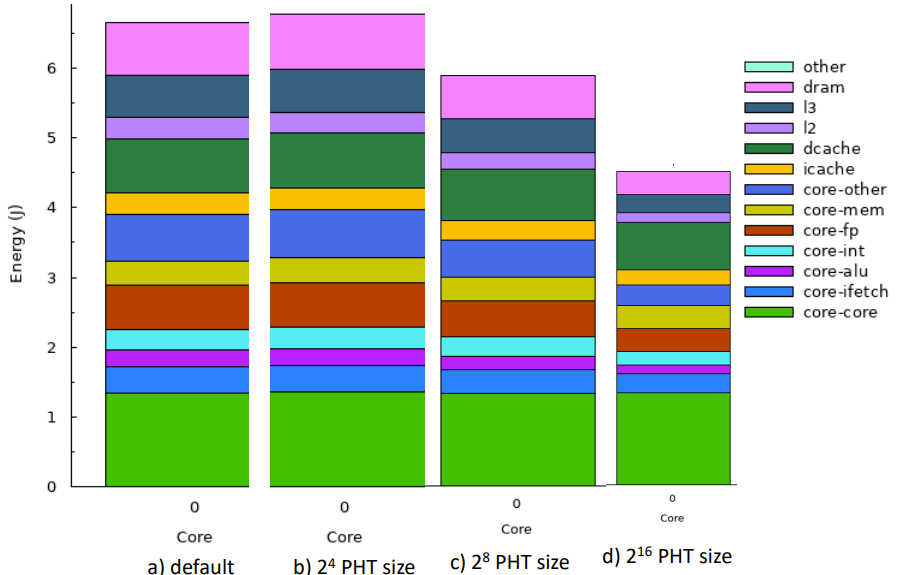 6
5
4
3
2
1
0
Energy (J)
other
dram
l3
l2
dcache
icache
core-other
core-mem
core-fp
core-int
core-alu
core-ifetch
core-core
0
0
0
0
Core
Core
Core
Core
a) default
b) 2⁴ PHT size
c) 2⁸ PHT size
d) 2¹⁶ PHT size